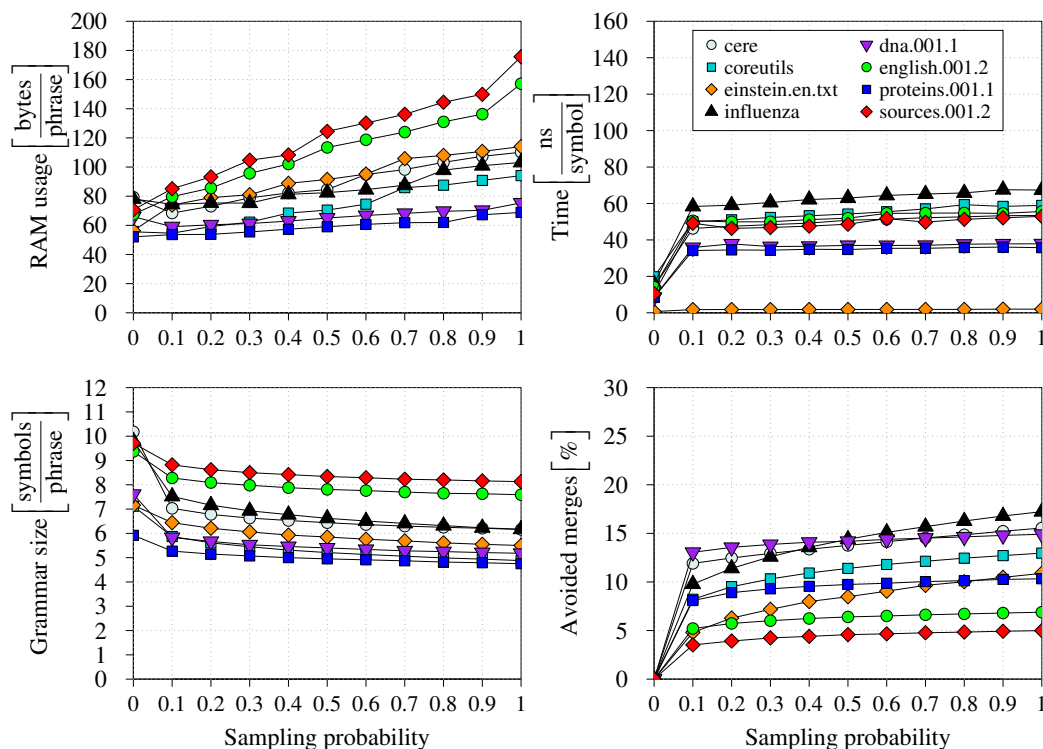 RAM usage [bytes/phrase]
200
180
160
140
120
100
80
60
40
20
0
0 0.1 0.2 0.3 0.4 0.5 0.6 0.7 0.8 0.9 1
Time [ns/symbol]
160
140
120
100
80
60
40
20
0
0 0.1 0.2 0.3 0.4 0.5 0.6 0.7 0.8 0.9 1
cere
coreutils
einstein.en.txt
influenza
dna.001.1
english.001.2
proteins.001.1
sources.001.2
Grammar size [symbols/phrase]
12
11
10
9
8
7
6
5
4
3
2
1
0
0 0.1 0.2 0.3 0.4 0.5 0.6 0.7 0.8 0.9 1
Sampling probability
Avoided merges [%]
30
25
20
15
10
5
0
0 0.1 0.2 0.3 0.4 0.5 0.6 0.7 0.8 0.9 1
Sampling probability